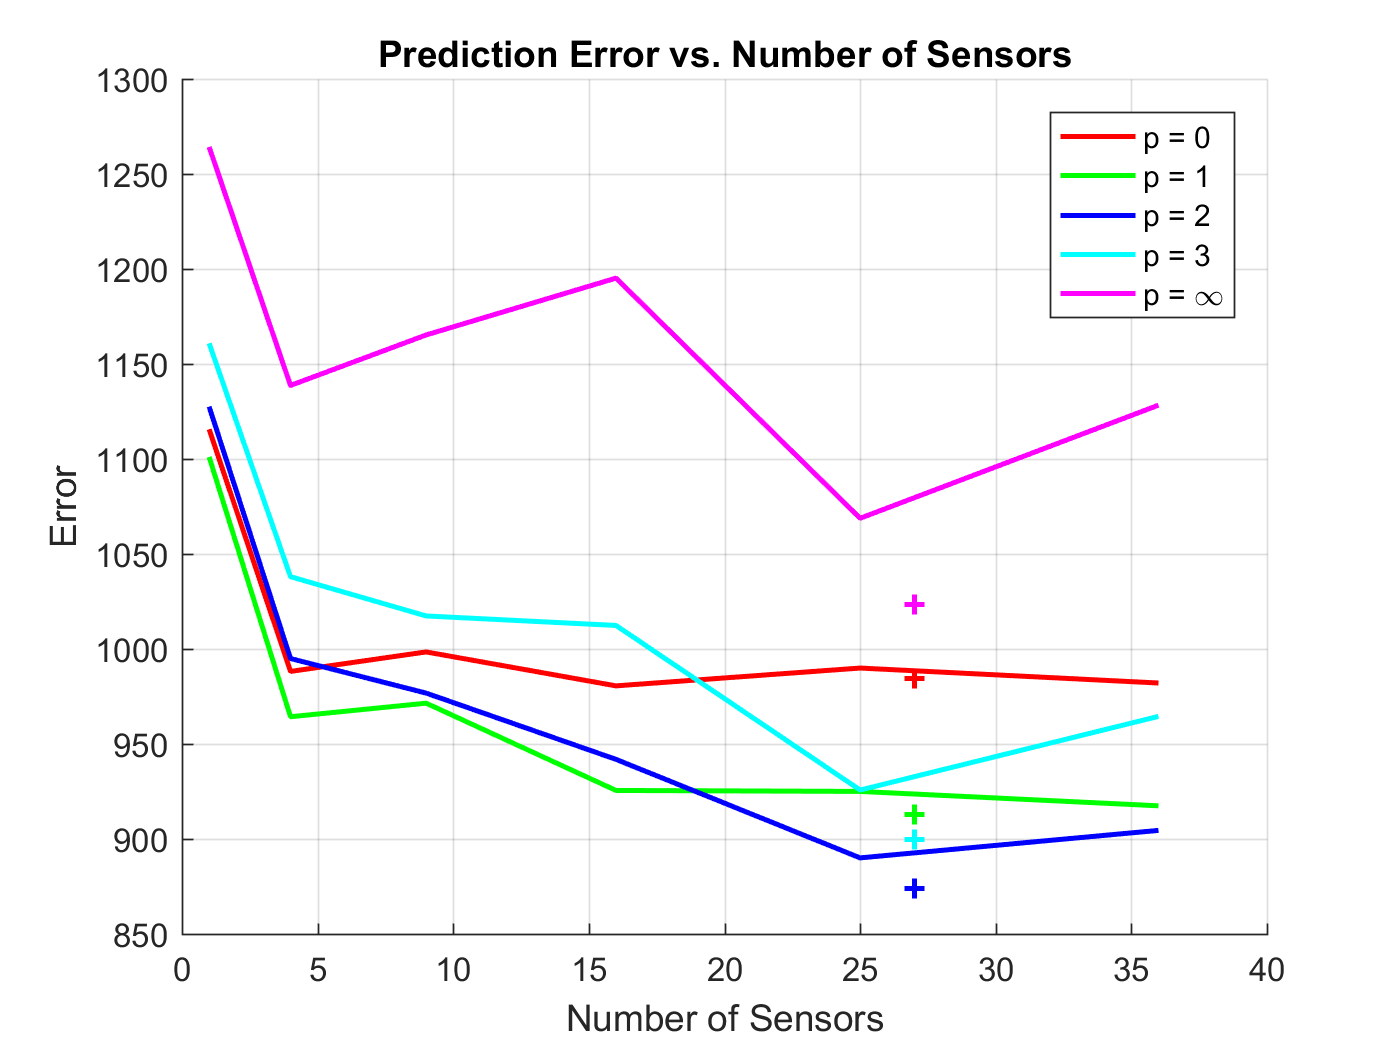 Prediction Error vs. Number of Sensors
1300
1250
1200
1150
1100
1050
1000
950
900
850
Error
p = 0
p = 1
p = 2
p = 3
p = ∞
0 5 10 15 20 25 30 35 40
Number of Sensors